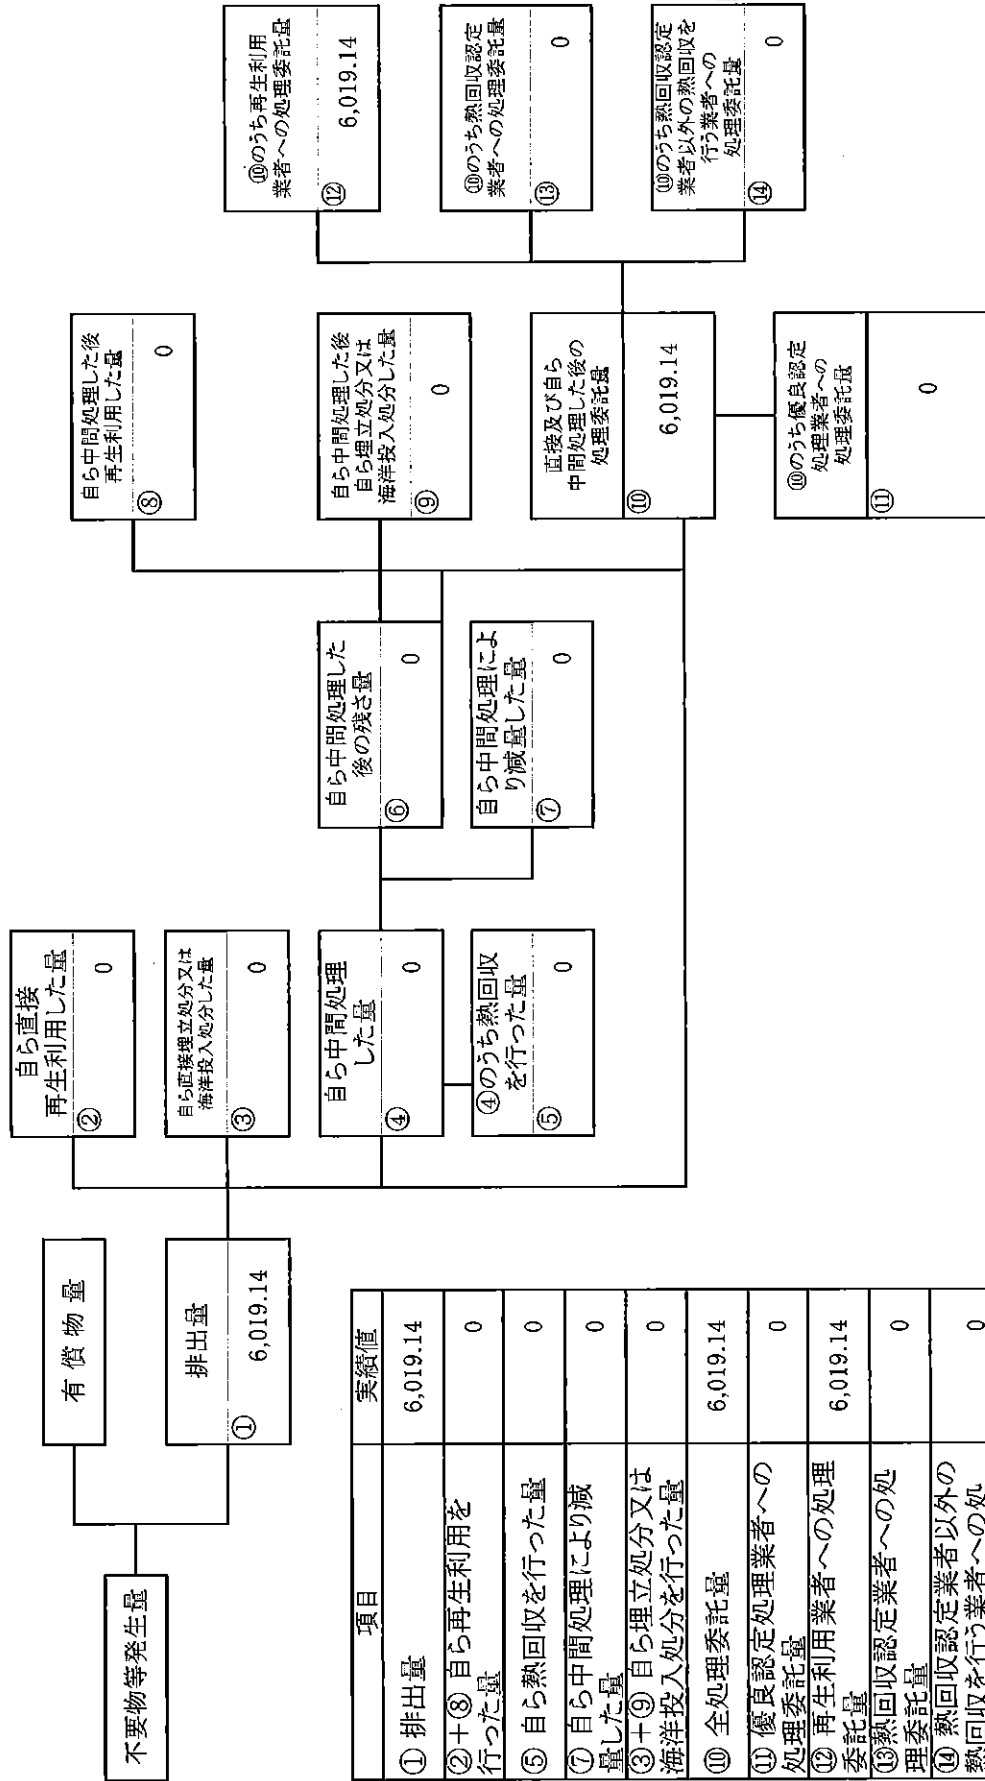 不要物等発生量
有償物量
排出量
①
6,019.14
自ら直接
再生利用した量
②
0
自ら直接埋立処分又は
海洋投入処分した量
③
0
自ら中間処理
した量
④
0
④のうち熱回収
を行った量
⑤
0
自ら中間処理した
後の残さ量
⑥
0
自ら中間処理によ
り減量した量
⑦
0
自ら中間処理した後
再生利用した量
⑧
0
自ら中間処理した後
自ら埋立処分又は
海洋投入処分した量
⑨
0
直接及び自ら
中間処理した後の
処理委託量
⑩
6,019.14
⑩のうち優良認定
処理業者への
処理委託量
⑪
0
⑩のうち再生利用
業者への処理委託量
⑫
6,019.14
⑩のうち熱回収認定
業者への処理委託量
⑬
0
⑩のうち熱回収認定
業者以外の熱回収を
行う業者への
処理委託量
⑭
0
項目 実績値
① 排出量 6,019.14
②+⑧ 自ら再生利用を
行った量 0
⑤ 自ら熱回収を行った量 0
⑦ 自ら中間処理により減
量した量 0
③+⑨ 自ら埋立処分又は
海洋投入処分を行った量 0
⑩ 全処理委託量 6,019.14
⑪ 優良認定処理業者への
処理委託量 0
⑫ 再生利用業者への処理
委託量 6,019.14
⑬熱回収認定業者への処
理委託量 0
⑭ 熱回収認定業者以外の
熱回収を行う業者への処 0